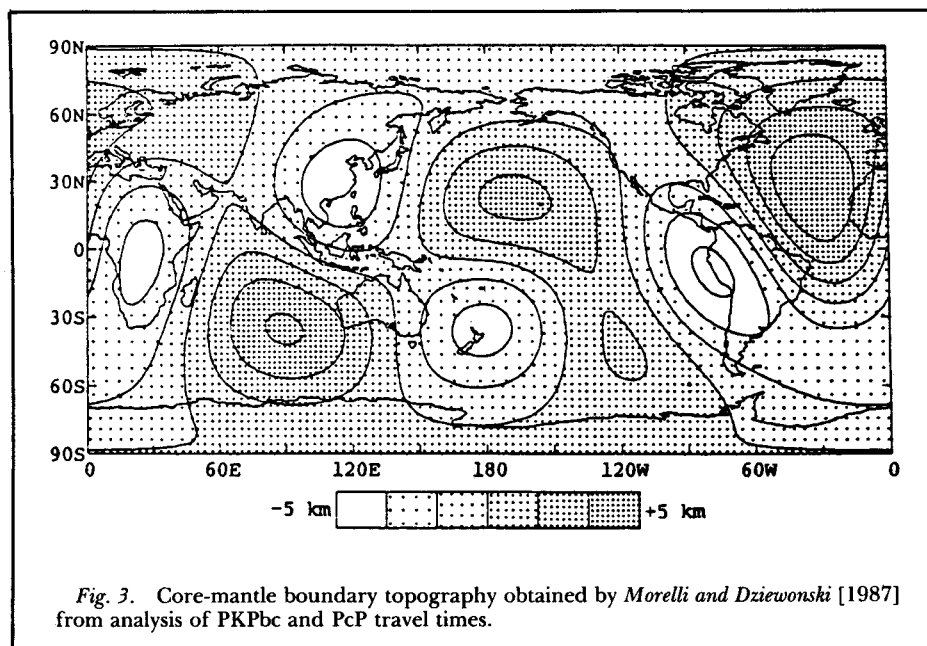 90N
60N
30N
0
30S
60S
90S
0 60E 120E 180 120W 60W 0
-5 km +5 km
Fig. 3. Core-mantle boundary topography obtained by Morelli and Dziewonski [1987]
from analysis of PKPbc and PcP travel times.